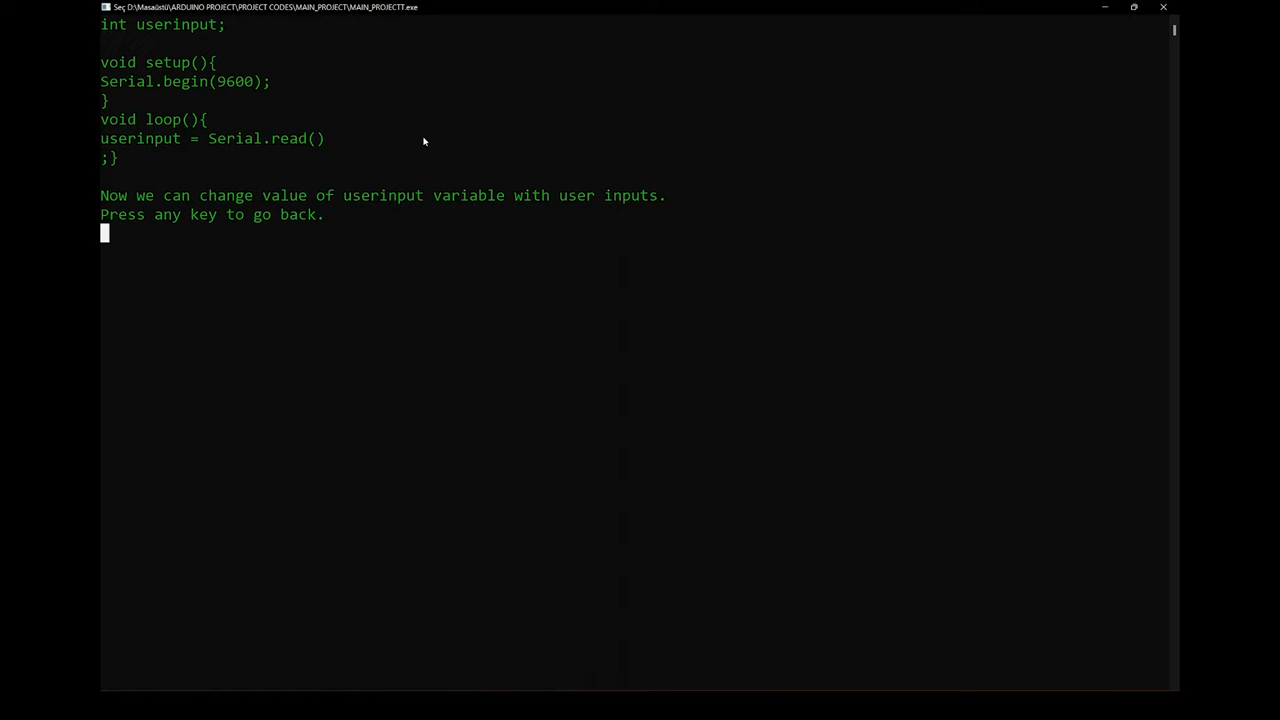 Seç D:\Masaüstü\ARDUINO PROJECT\PROJECT CODES\MAIN_PROJECT\MAIN_PROJECTT.exe
int userinput;
void setup(){
Serial.begin(9600);
}
void loop(){
userinput = Serial.read()
;}
Now we can change value of userinput variable with user inputs.
Press any key to go back.